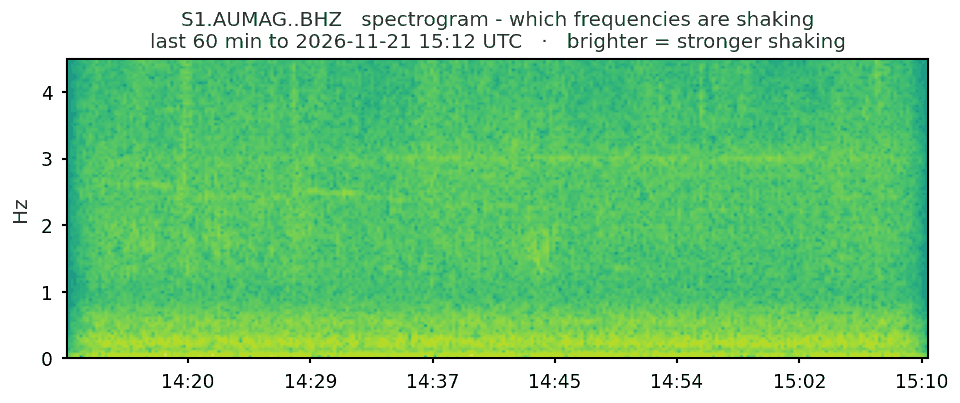 S1.AUMAG..BHZ   spectrogram - which frequencies are shaking
last 60 min to 2026-11-21 15:12 UTC   ·   brighter = stronger shaking
4
3
Hz
2
1
0
14:20 14:29 14:37 14:45 14:54 15:02 15:10